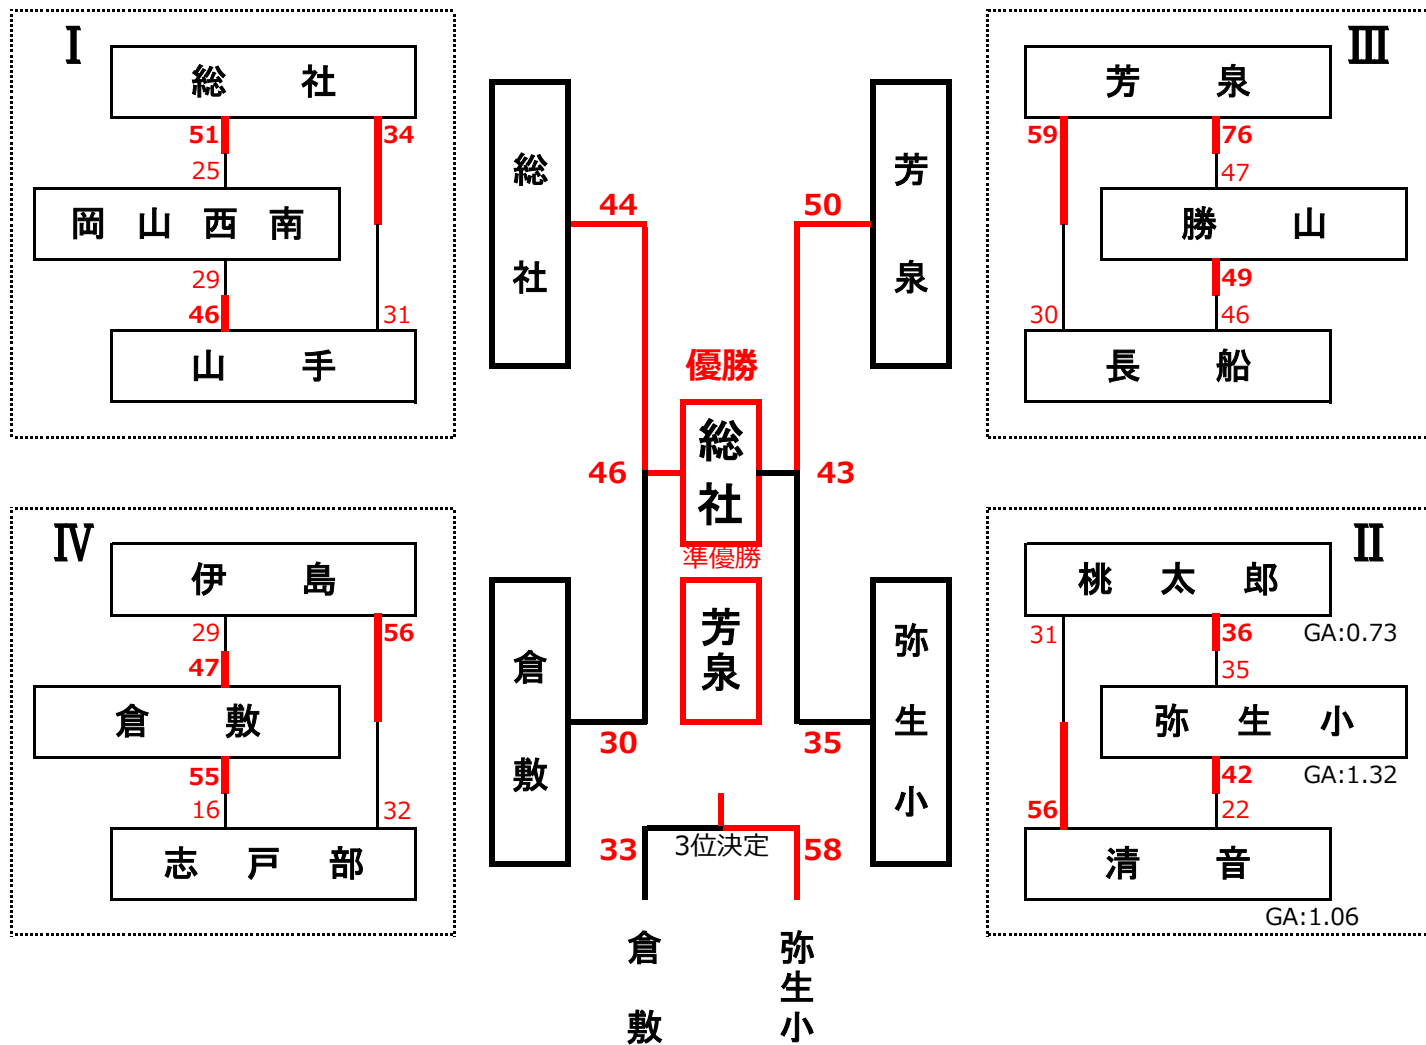 Ⅰ
総社
51 34
25
岡山西南
29
46 31
山手
Ⅳ
伊島
29 56
47
倉敷
55
16 32
志戸部
総社
44
芳泉
50
優勝
総社
46 43
準優勝
芳泉
倉敷
30
弥生小
35
33 3位決定 58
倉敷
弥生小
Ⅲ
芳泉
59 76
47
勝山
49
30 46
長船
Ⅱ
桃太郎
31 36 GA:0.73
35
弥生小
42 GA:1.32
56 22
清音
GA:1.06